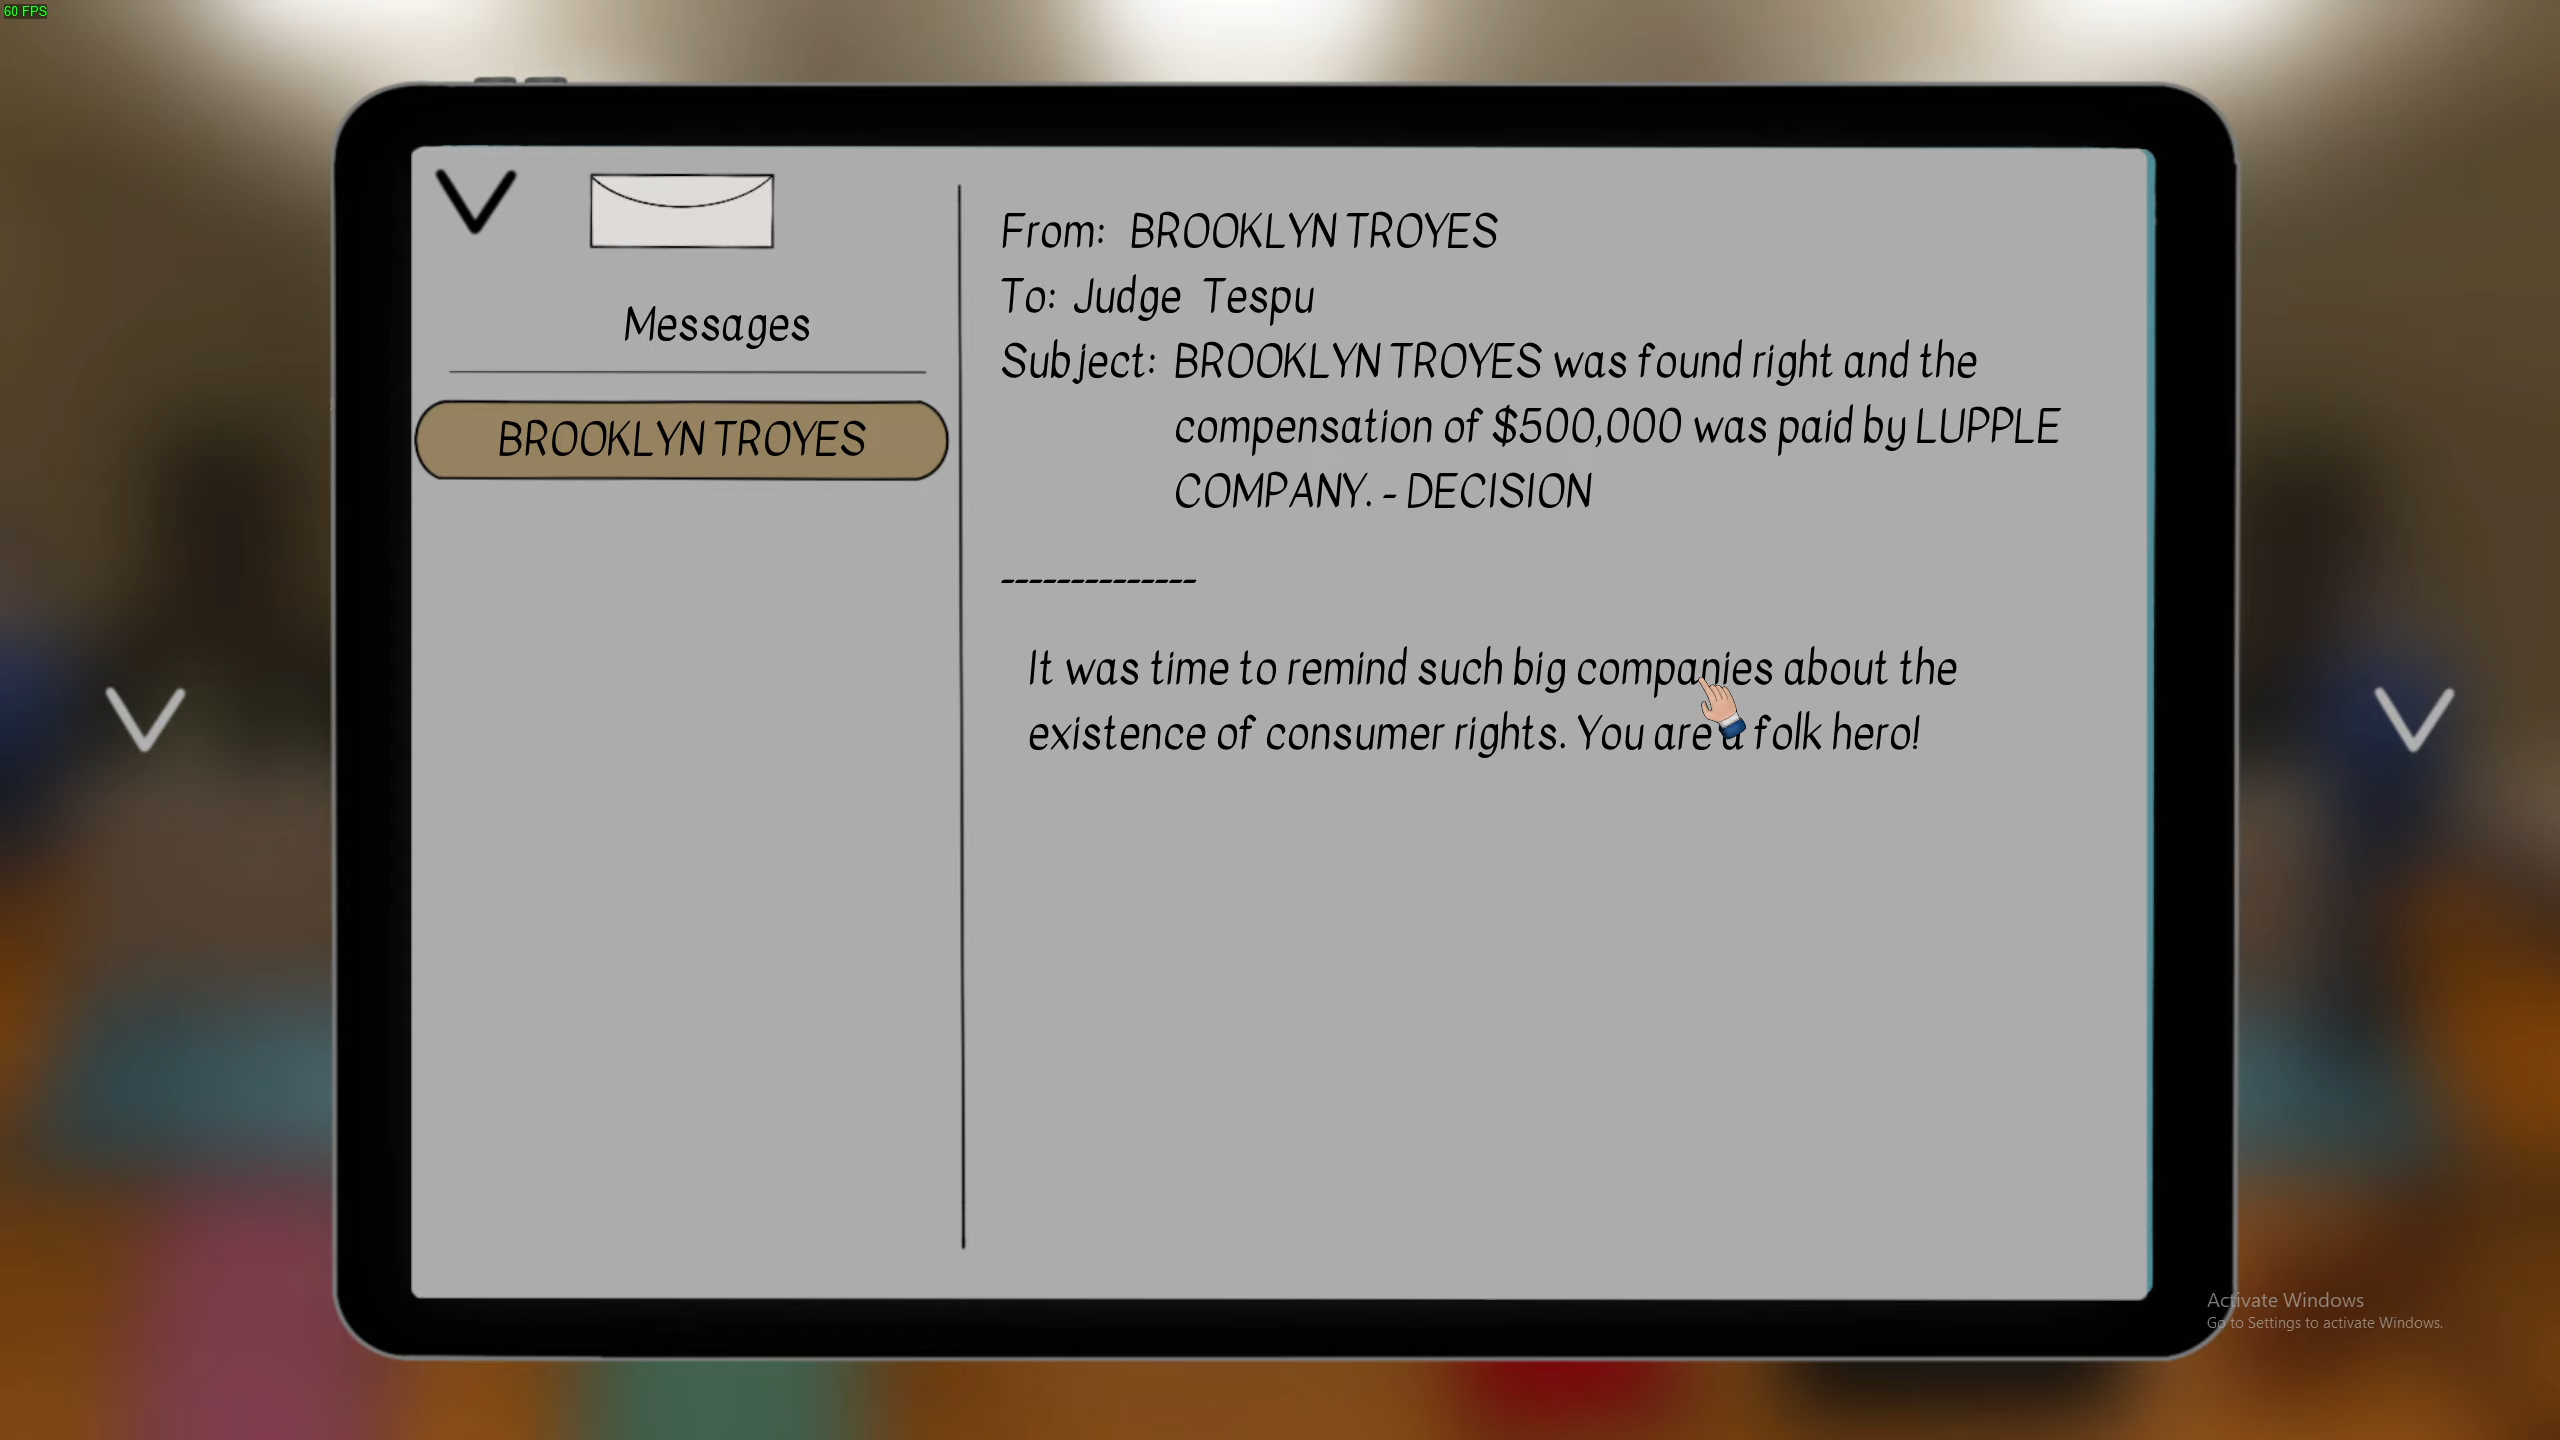 60 FPS
Messages
BROOKLYN TROYES
From: BROOKLYN TROYES
To: Judge Tespu
Subject: BROOKLYN TROYES was found right and the
compensation of $500,000 was paid by LUPPLE
COMPANY. - DECISION
--------------
It was time to remind such big companies about the
existence of consumer rights. You are a folk hero!
Activate Windows
Go to Settings to activate Windows.